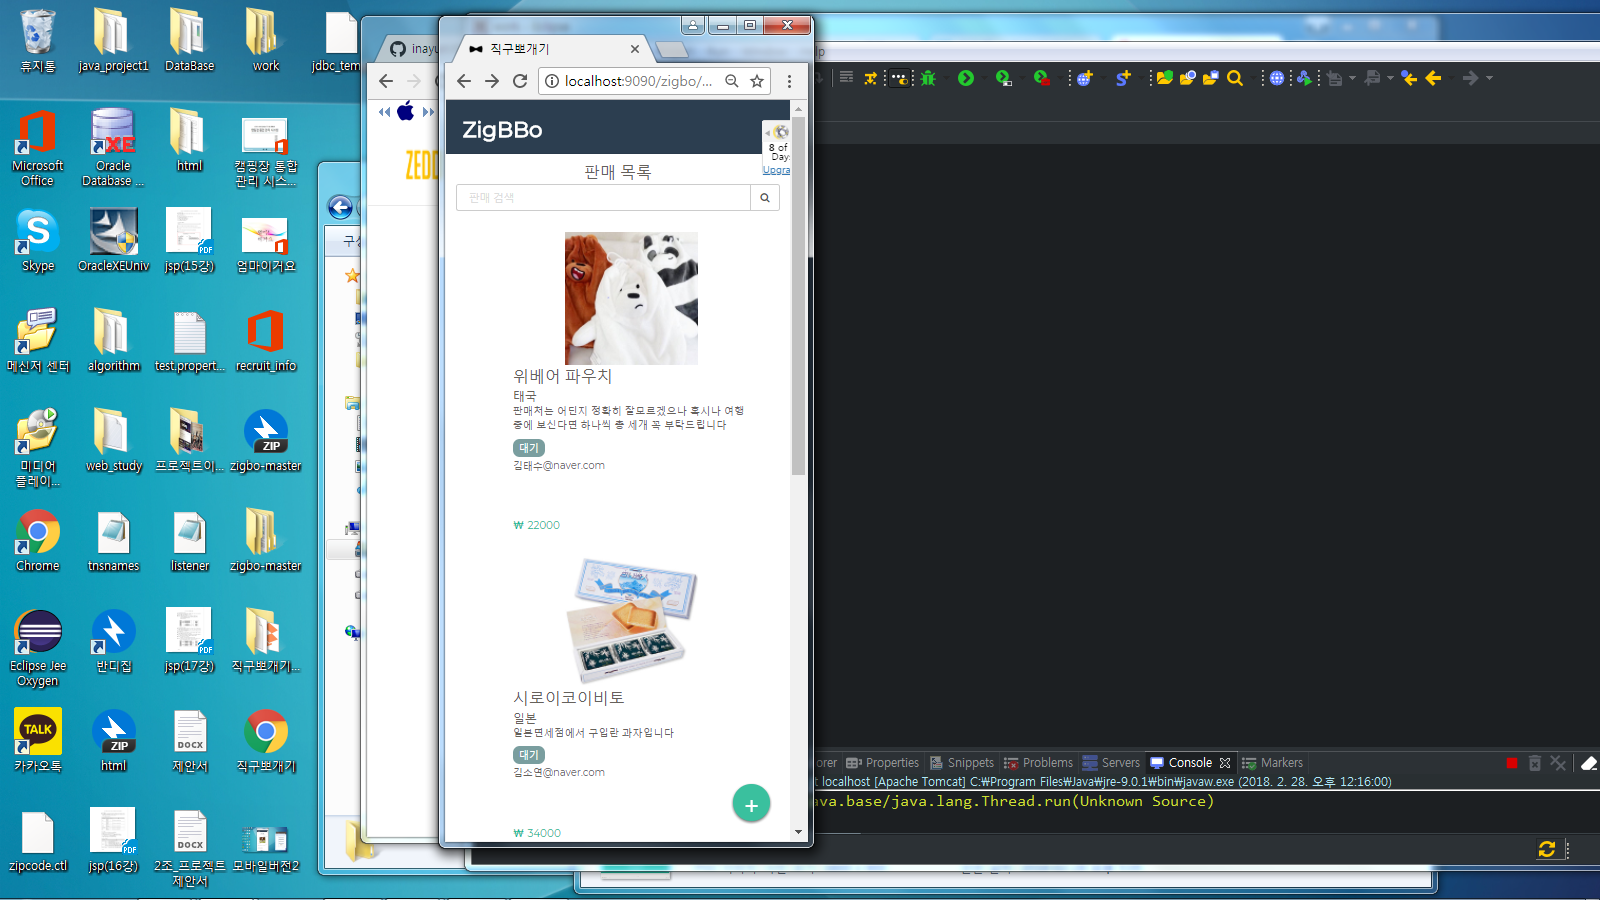 휴지통
java_project1
DataBase
work
jdbc_tem
Microsoft
Office
Oracle
Database ...
html
캠핑장 통합
관리 시스...
Skype
OracleXEUniv
jsp(15강)
엄마이거요
메신저 센터
algorithm
test.propert...
recruit_info
미디어
플레이...
web_study
프로젝트이...
zigbo-master
Chrome
tnsnames
listener
zigbo-master
Eclipse Jee
Oxygen
반디집
jsp(17강)
직구뽀개기...
카카오톡
html
제안서
직구뽀개기
zipcode.ctl
jsp(16강)
2조_프로젝트
제안서
모바일버전2
TALK
ZIP
ZIP
DOCX
DOCX
PDF
PDF
PDF
XE
구성
inayu
ZEDD
직구뽀개기
localhost:9090/zigbo/...
ZigBBo
8 of
Day
Upgra
판매 목록
판매 검색
위베어 파우치
태국
판매처는 어딘지 정확히 잘모르겠으나 혹시나 여행
중에 보신다면 하나씩 총 세개 꼭 부탁드립니다
대기
김태수@naver.com
₩ 22000
시로이코이비토
일본
일본면세점에서 구입한 과자입니다
대기
김소연@naver.com
₩ 34000
+
orer
Properties
Snippets
Problems
Servers
Console
Markers
t localhost [Apache Tomcat] C:₩Program Files₩Java₩jre-9.0.1₩bin₩javaw.exe (2018. 2. 28. 오후 12:16:00)
ava.base/java.lang.Thread.run(Unknown Source)